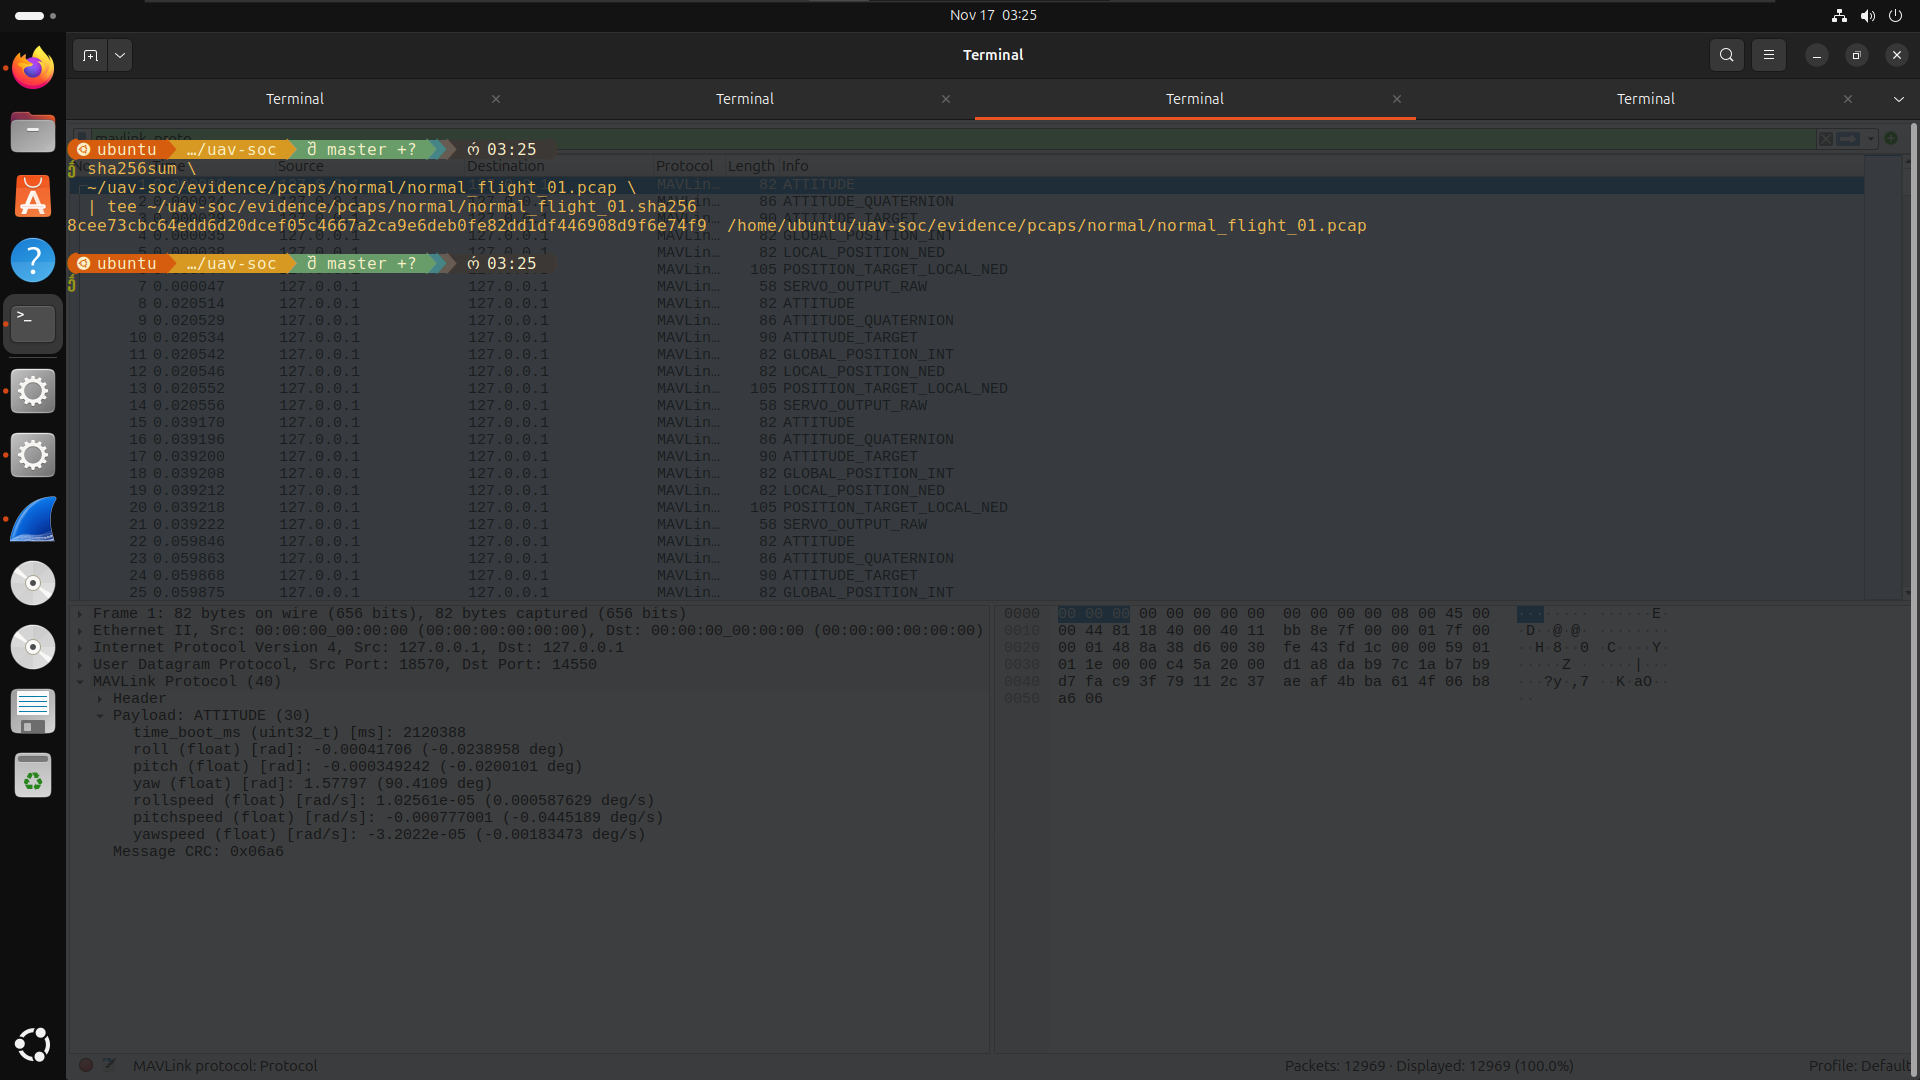 Nov 17 03:25
Terminal
Terminal
Terminal
Terminal
Terminal
mavlink_proto
ubuntu …/uav-soc master +? 03:25
sha256sum \
~/uav-soc/evidence/pcaps/normal/normal_flight_01.pcap \
| tee ~/uav-soc/evidence/pcaps/normal/normal_flight_01.sha256
8cee73cbc64edd6d20dcef05c4667a2ca9e6deb0fe82dd1df446908d9f6e74f9 /home/ubuntu/uav-soc/evidence/pcaps/normal/normal_flight_01.pcap
ubuntu …/uav-soc master +? 03:25
Source Destination Protocol Length Info
MAVLin… 82 ATTITUDE
86 ATTITUDE_QUATERNION
90 ATTITUDE_TARGET
GLOBAL_POSITION_INT
82 LOCAL_POSITION_NED
105 POSITION_TARGET_LOCAL_NED
7 0.000047 127.0.0.1 127.0.0.1 MAVLin… 58 SERVO_OUTPUT_RAW
8 0.020514 127.0.0.1 127.0.0.1 MAVLin… 82 ATTITUDE
9 0.020529 127.0.0.1 127.0.0.1 MAVLin… 86 ATTITUDE_QUATERNION
10 0.020534 127.0.0.1 127.0.0.1 MAVLin… 90 ATTITUDE_TARGET
11 0.020542 127.0.0.1 127.0.0.1 MAVLin… 82 GLOBAL_POSITION_INT
12 0.020546 127.0.0.1 127.0.0.1 MAVLin… 82 LOCAL_POSITION_NED
13 0.020552 127.0.0.1 127.0.0.1 MAVLin… 105 POSITION_TARGET_LOCAL_NED
14 0.020556 127.0.0.1 127.0.0.1 MAVLin… 58 SERVO_OUTPUT_RAW
15 0.039170 127.0.0.1 127.0.0.1 MAVLin… 82 ATTITUDE
16 0.039196 127.0.0.1 127.0.0.1 MAVLin… 86 ATTITUDE_QUATERNION
17 0.039200 127.0.0.1 127.0.0.1 MAVLin… 90 ATTITUDE_TARGET
18 0.039208 127.0.0.1 127.0.0.1 MAVLin… 82 GLOBAL_POSITION_INT
19 0.039212 127.0.0.1 127.0.0.1 MAVLin… 82 LOCAL_POSITION_NED
20 0.039218 127.0.0.1 127.0.0.1 MAVLin… 105 POSITION_TARGET_LOCAL_NED
21 0.039222 127.0.0.1 127.0.0.1 MAVLin… 58 SERVO_OUTPUT_RAW
22 0.059846 127.0.0.1 127.0.0.1 MAVLin… 82 ATTITUDE
23 0.059863 127.0.0.1 127.0.0.1 MAVLin… 86 ATTITUDE_QUATERNION
24 0.059868 127.0.0.1 127.0.0.1 MAVLin… 90 ATTITUDE_TARGET
25 0.059875 127.0.0.1 127.0.0.1 MAVLin… 82 GLOBAL_POSITION_INT
Frame 1: 82 bytes on wire (656 bits), 82 bytes captured (656 bits)
Ethernet II, Src: 00:00:00_00:00:00 (00:00:00:00:00:00), Dst: 00:00:00_00:00:00 (00:00:00:00:00:00)
Internet Protocol Version 4, Src: 127.0.0.1, Dst: 127.0.0.1
User Datagram Protocol, Src Port: 18570, Dst Port: 14550
MAVLink Protocol (40)
Header
Payload: ATTITUDE (30)
time_boot_ms (uint32_t) [ms]: 2120388
roll (float) [rad]: -0.00041706 (-0.0238958 deg)
pitch (float) [rad]: -0.000349242 (-0.0200101 deg)
yaw (float) [rad]: 1.57797 (90.4109 deg)
rollspeed (float) [rad/s]: 1.02561e-05 (0.000587629 deg/s)
pitchspeed (float) [rad/s]: -0.000777001 (-0.0445189 deg/s)
yawspeed (float) [rad/s]: -3.2022e-05 (-0.00183473 deg/s)
Message CRC: 0x06a6
0000 00 00 00 00 00 00 00 00 00 00 00 00 08 00 45 00 ··············E·
0010 00 44 81 18 40 00 40 11 bb 8e 7f 00 00 01 7f 00 ·D··@·@·········
0020 00 01 48 8a 38 d6 00 30 fe 43 fd 1c 00 00 59 01 ··H·8··0·C····Y·
0030 01 1e 00 00 c4 5a 20 00 d1 a8 da b9 7c 1a b7 b9 ·····Z ·····|···
0040 d7 fa c9 3f 79 11 2c 37 ae af 4b ba 61 4f 06 b8 ···?y·,7··K·aO··
0050 a6 06 ··
MAVLink protocol: Protocol
Packets: 12969 · Displayed: 12969 (100.0%)
Profile: Default